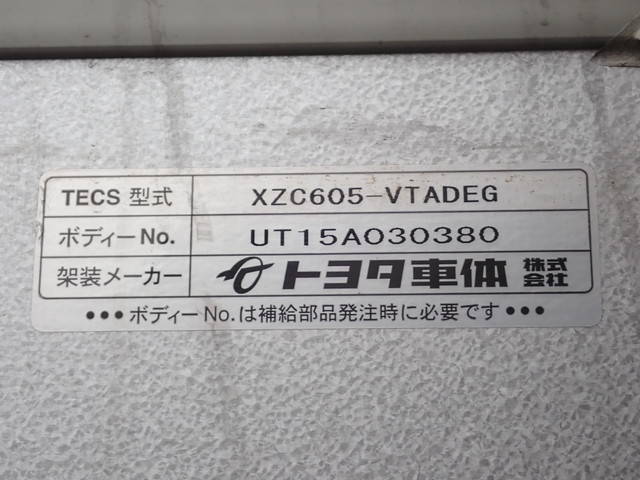 TECS 型式 XZC605-VTADEG
ボディーNo. UT15A030380
架装メーカー トヨタ車体 株式会社
●●●ボディーNo.は補給部品発注時に必要です●●●